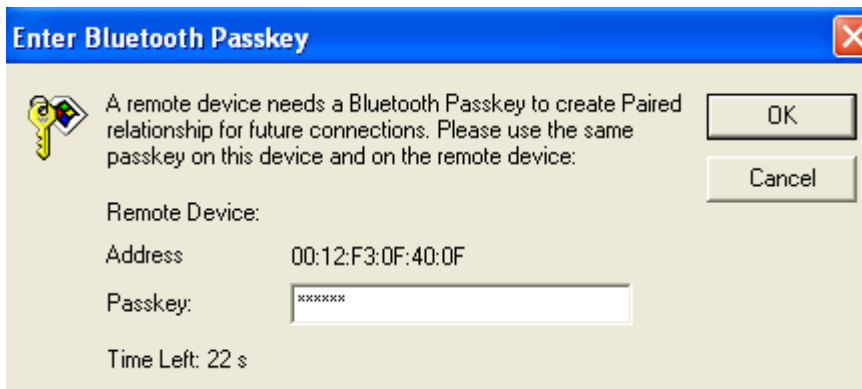 Enter Bluetooth Passkey
A remote device needs a Bluetooth Passkey to create Paired
relationship for future connections. Please use the same
passkey on this device and on the remote device:
OK
Cancel
Remote Device:
Address 00:12:F3:0F:40:0F
Passkey: ******
Time Left: 22 s